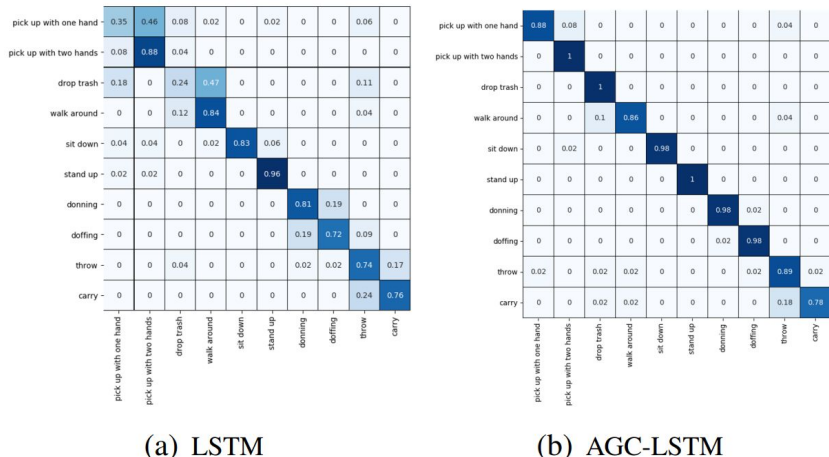 pick up with one hand 0.35 0.46 0.08 0.02 0 0.02 0 0 0.06 0
pick up with two hands 0.08 0.88 0.04 0 0 0 0 0 0 0
drop trash 0.18 0 0.24 0.47 0 0 0 0 0.11 0
walk around 0 0 0.12 0.84 0 0 0 0 0.04 0
sit down 0.04 0.04 0 0.02 0.83 0.06 0 0 0 0
stand up 0.02 0.02 0 0 0 0.96 0 0 0 0
donning 0 0 0 0 0 0 0.81 0.19 0 0
doffing 0 0 0 0 0 0 0.19 0.72 0.09 0
throw 0 0 0.04 0 0 0 0.02 0.02 0.74 0.17
carry 0 0 0 0 0 0 0 0 0.24 0.76
pick up with one hand
pick up with two hands
drop trash
walk around
sit down
stand up
donning
doffing
throw
carry
(a) LSTM
pick up with one hand 0.88 0.08 0 0 0 0 0 0 0.04 0
pick up with two hands 0 1 0 0 0 0 0 0 0 0
drop trash 0 0 1 0 0 0 0 0 0 0
walk around 0 0 0.1 0.86 0 0 0 0 0.04 0
sit down 0 0.02 0 0 0.98 0 0 0 0 0
stand up 0 0 0 0 0 1 0 0 0 0
donning 0 0 0 0 0 0 0.98 0.02 0 0
doffing 0 0 0 0 0 0 0.02 0.98 0 0
throw 0.02 0 0.02 0.02 0 0 0 0.02 0.89 0.02
carry 0 0 0.02 0.02 0 0 0 0 0.18 0.78
pick up with one hand
pick up with two hands
drop trash
walk around
sit down
stand up
donning
doffing
throw
carry
(b) AGC-LSTM